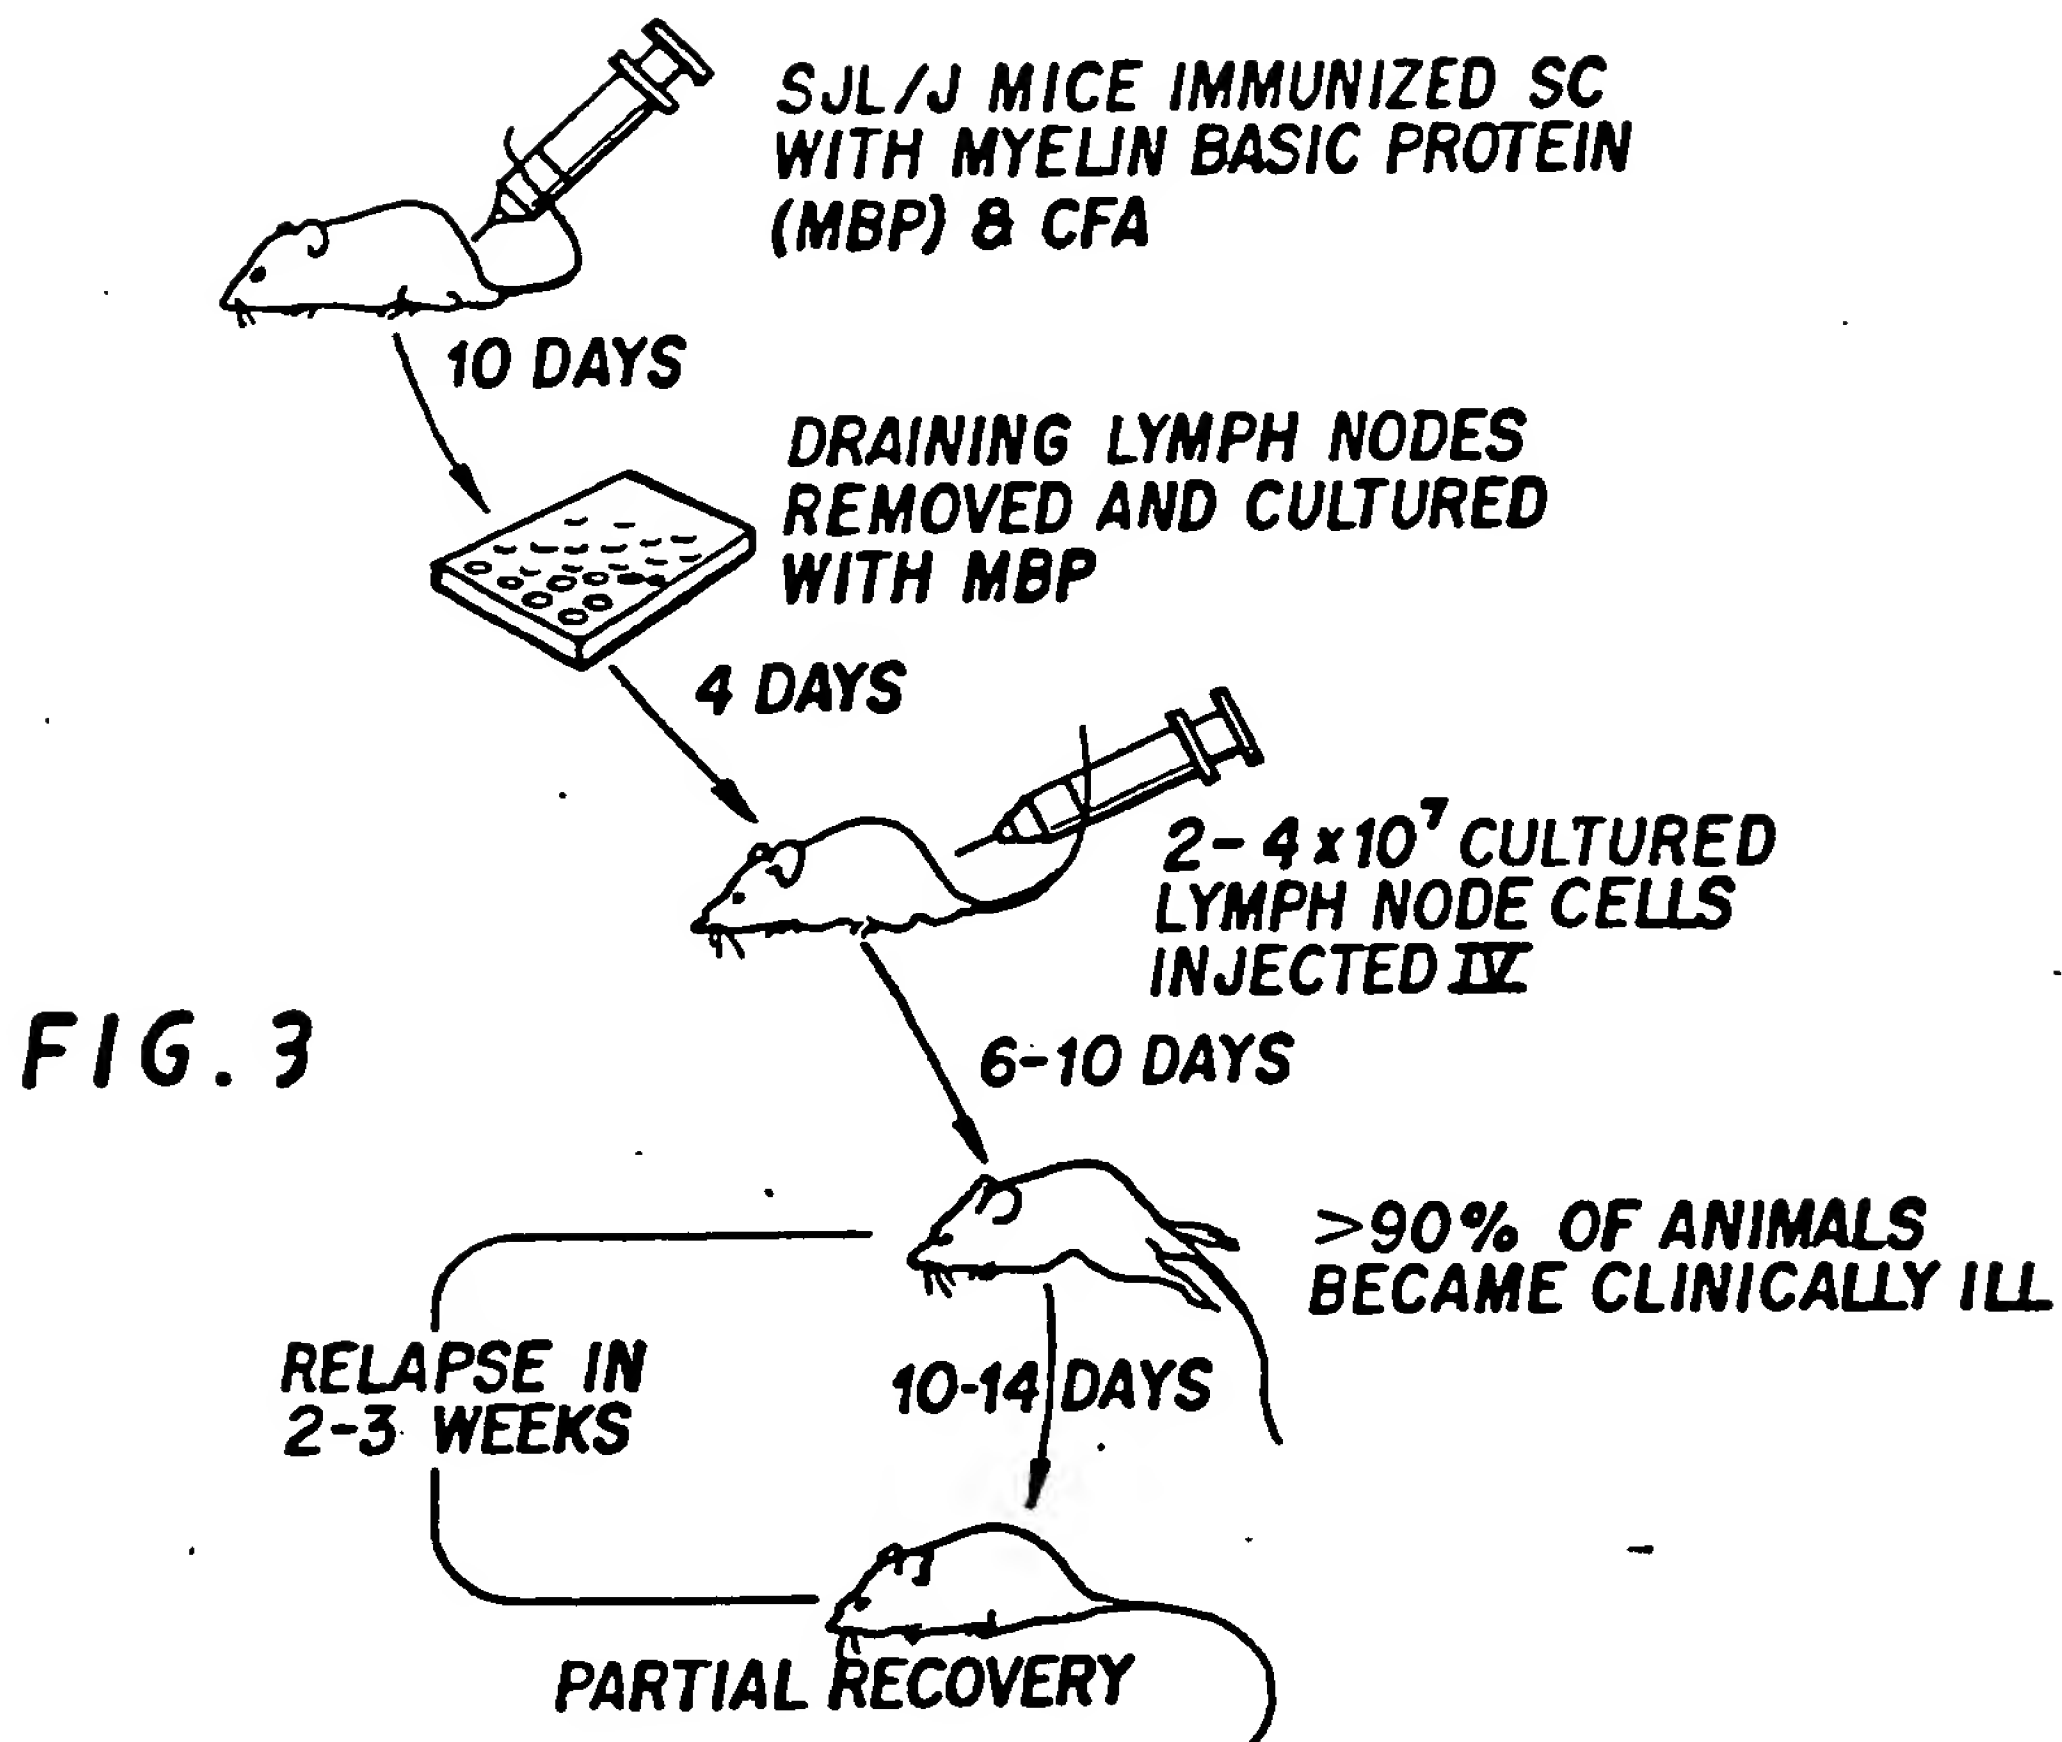 SJL/J MICE IMMUNIZED SC
WITH MYELIN BASIC PROTEIN
(MBP) & CFA
10 DAYS
DRAINING LYMPH NODES
REMOVED AND CULTURED
WITH MBP
4 DAYS
2-4x10⁷ CULTURED
LYMPH NODE CELLS
INJECTED IV
FIG. 3
6-10 DAYS
>90% OF ANIMALS
BECAME CLINICALLY ILL
RELAPSE IN
2-3 WEEKS
10-14 DAYS
PARTIAL RECOVERY